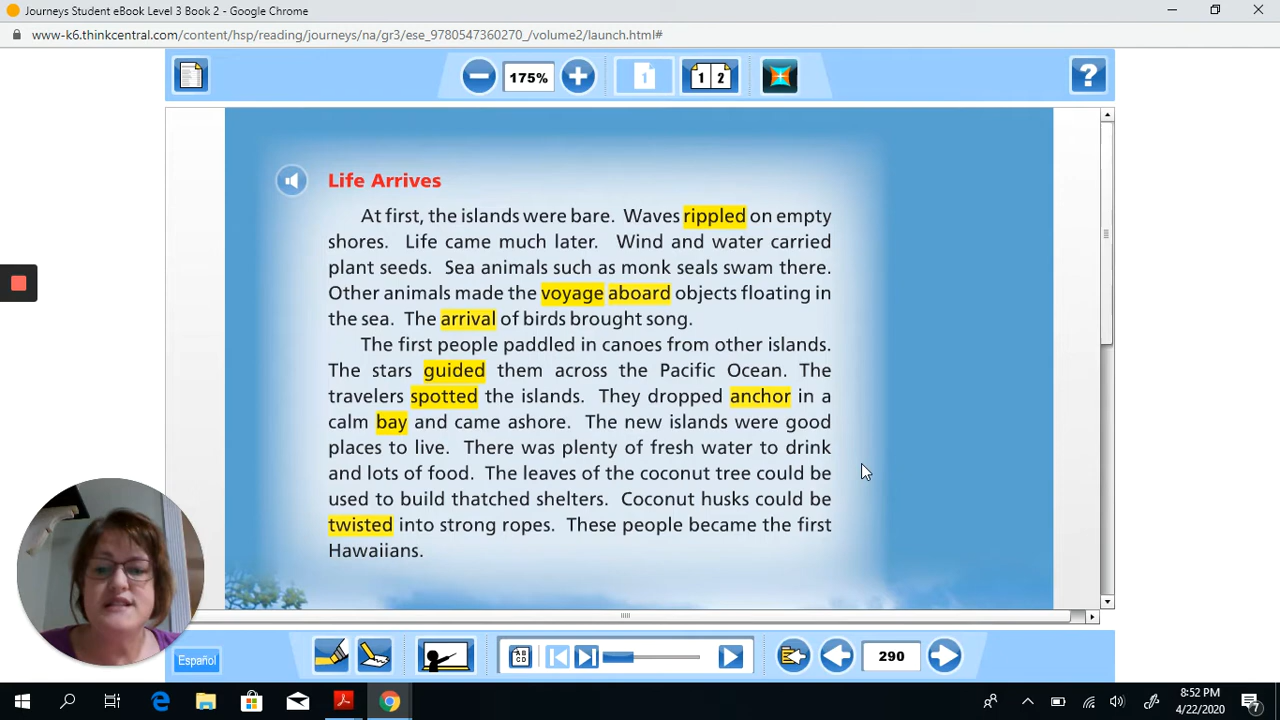 Journeys Student eBook Level 3 Book 2 - Google Chrome
www-k6.thinkcentral.com/content/hsp/reading/journeys/na/gr3/ese_9780547360270_/volume2/launch.html#
175%
1
1 2
?
Life Arrives
At first, the islands were bare. Waves rippled on empty
shores. Life came much later. Wind and water carried
plant seeds. Sea animals such as monk seals swam there.
Other animals made the voyage aboard objects floating in
the sea. The arrival of birds brought song.
The first people paddled in canoes from other islands.
The stars guided them across the Pacific Ocean. The
travelers spotted the islands. They dropped anchor in a
calm bay and came ashore. The new islands were good
places to live. There was plenty of fresh water to drink
and lots of food. The leaves of the coconut tree could be
used to build thatched shelters. Coconut husks could be
twisted into strong ropes. These people became the first
Hawaiians.
Español
290
8:52 PM
4/22/2020
7